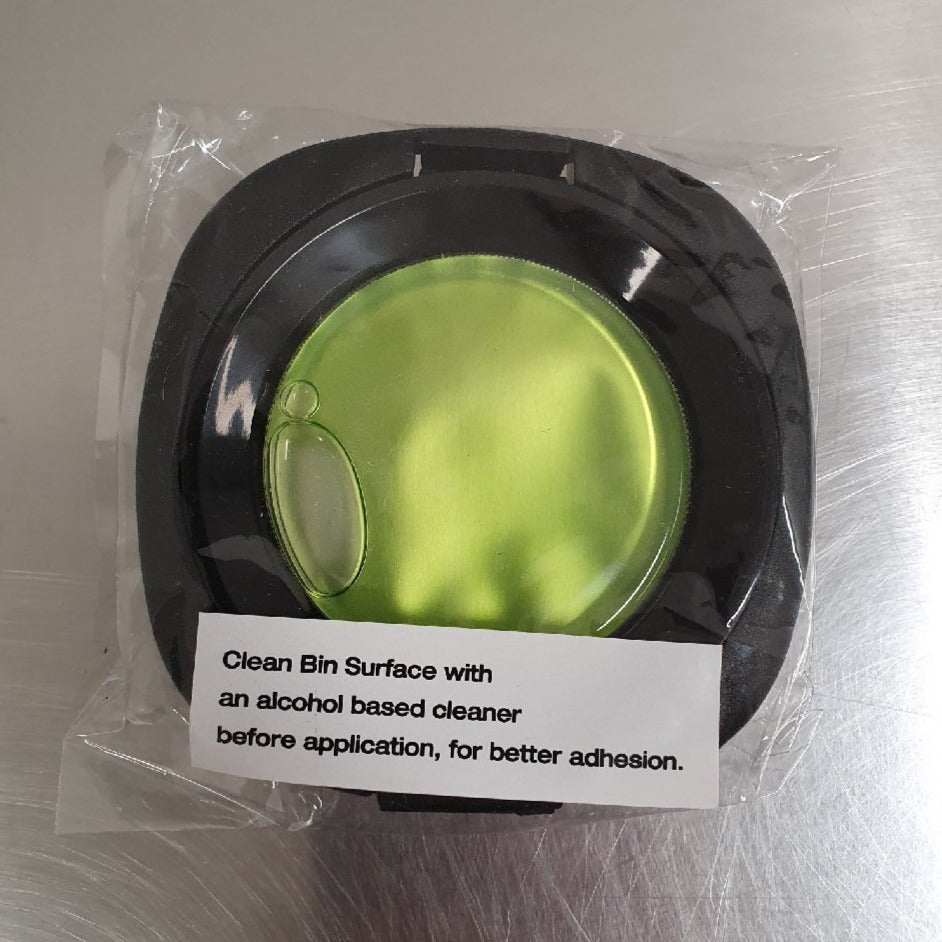 Clean Bin Surface with
an alcohol based cleaner
before application, for better adhesion.